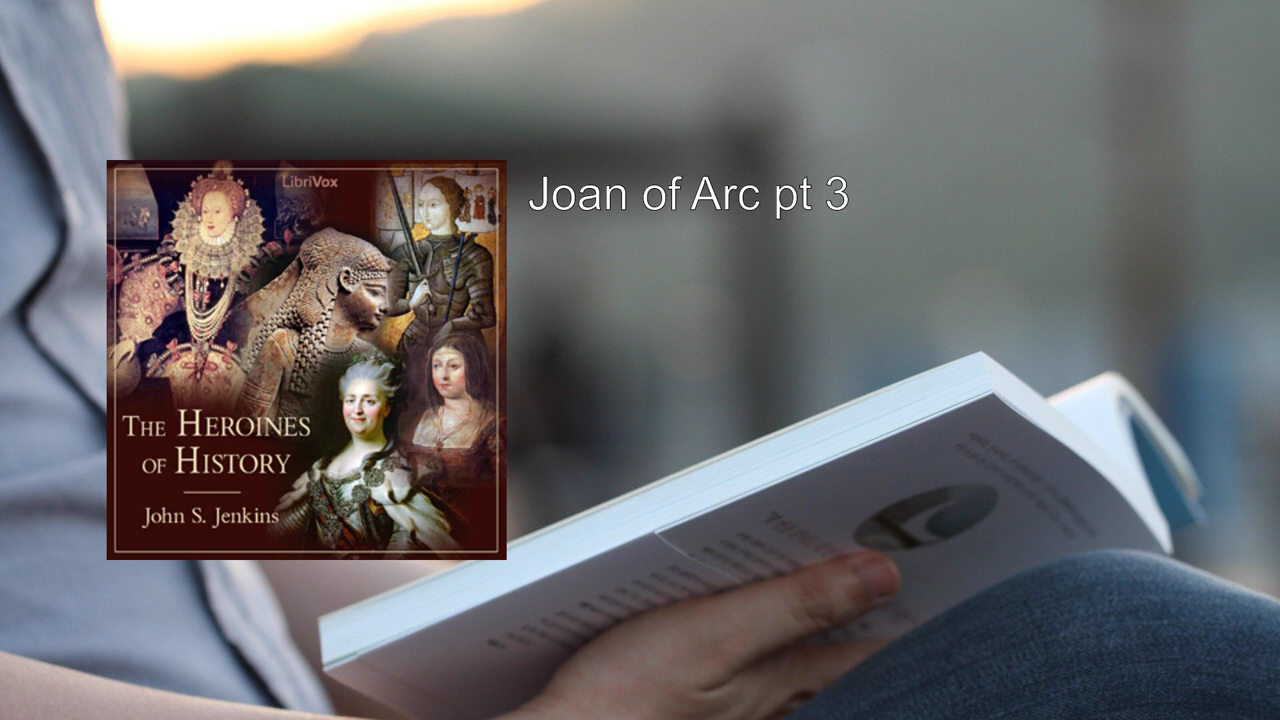 LibriVox
Joan of Arc pt 3
THE HEROINES
OF HISTORY
John S. Jenkins